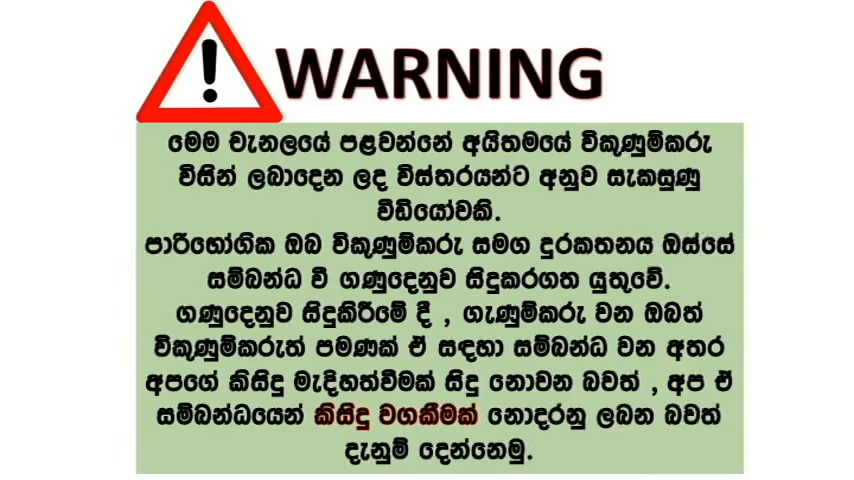 WARNING
මෙම චැනලයේ පළවන්නේ අයිතමයේ විකුණුම්කරු
විසින් ලබාදෙන ලද විස්තරයන්ට අනුව සැකසුණු
වීඩියෝවකි.
පාරිභෝගික ඔබ විකුණුම්කරු සමග දුරකතනය ඔස්සේ
සම්බන්ධ වී ගණුදෙනුව සිදුකරගත යුතුවේ.
ගණුදෙනුව සිදුකිරීමේ දී , ගැණුම්කරු වන ඔබත්
විකුණුම්කරුත් පමණක් ඒ සඳහා සම්බන්ධ වන අතර
අපගේ කිසිදු මැදිහත්වීමක් සිදු නොවන බවත් , අප ඒ
සම්බන්ධයෙන් කිසිදු වගකීමක් නොදරනු ලබන බවත්
දැනුම් දෙන්නෙමු.